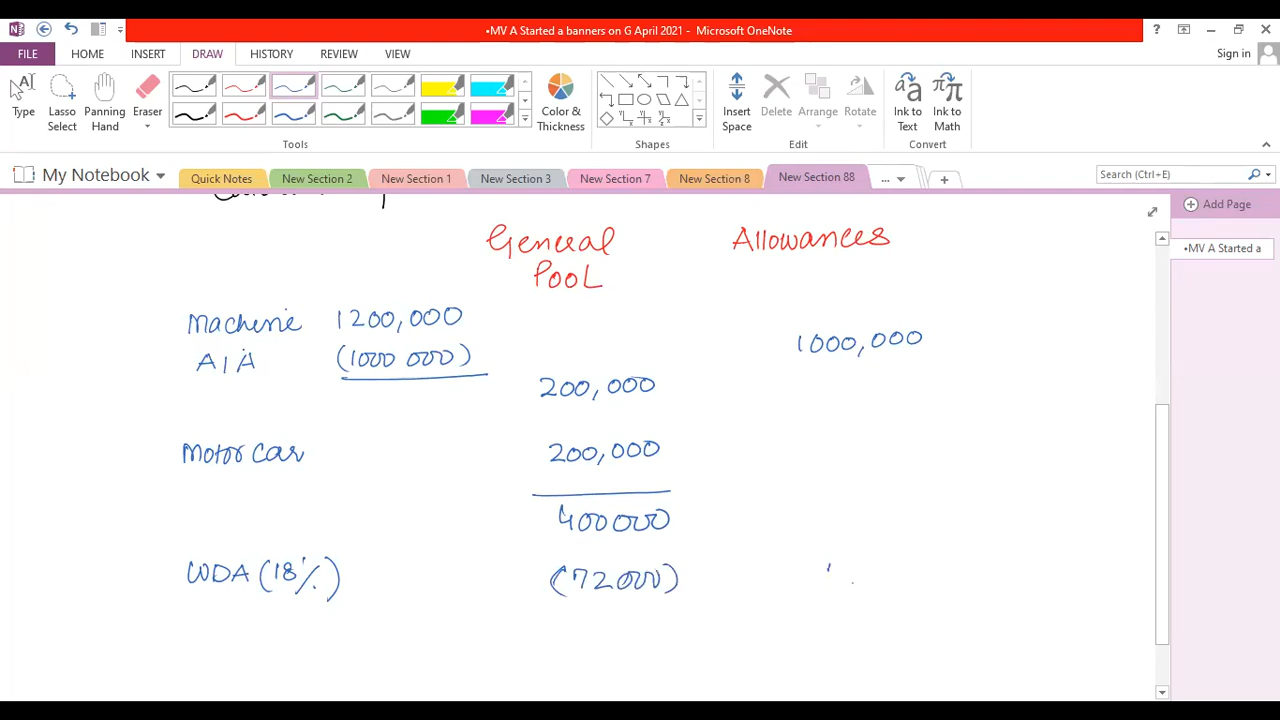 •MV A Started a banners on G April 2021 - Microsoft OneNote
Sign in
FILE HOME INSERT DRAW HISTORY REVIEW VIEW
Type
Lasso Select
Panning Hand
Eraser
Color & Thickness
Insert Space
Delete
Arrange
Rotate
Ink to Text
Ink to Math
Tools Shapes Edit Convert
My Notebook Quick Notes New Section 2 New Section 1 New Section 3 New Section 7 New Section 8 New Section 88 ... Search (Ctrl+E)
Add Page
•MV A Started a
General Allowances
Pool
Machine 1200,000
1000,000
AIA (1000 000)
200,000
Motor Car 200,000
400000
WDA (18%) (72000)